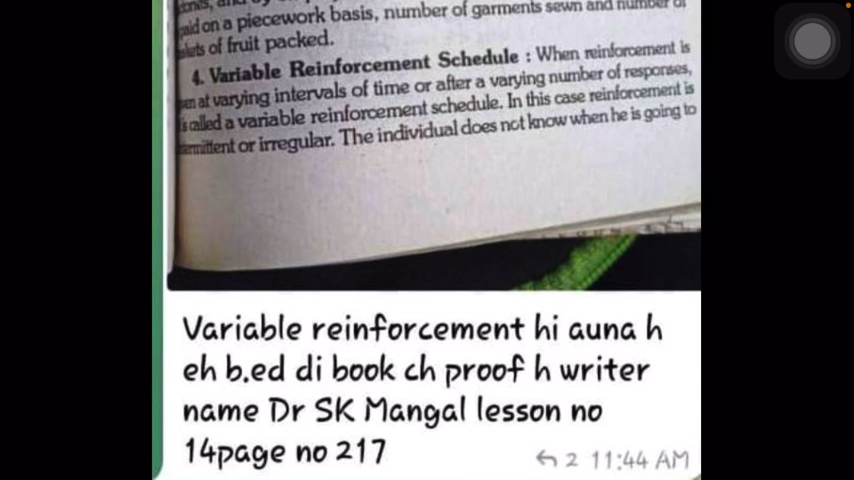 and
paid on a piecework basis, number of garments sewn and number of
of fruit packed.
4. Variable Reinforcement Schedule : When reinforcement is
at varying intervals of time or after a varying number of responses,
is called a variable reinforcement schedule. In this case reinforcement is
or irregular. The individual does not know when he is going to
Variable reinforcement hi auna h
eh b.ed di book ch proof h writer
name Dr SK Mangal lesson no
14page no 217
2 11:44 AM